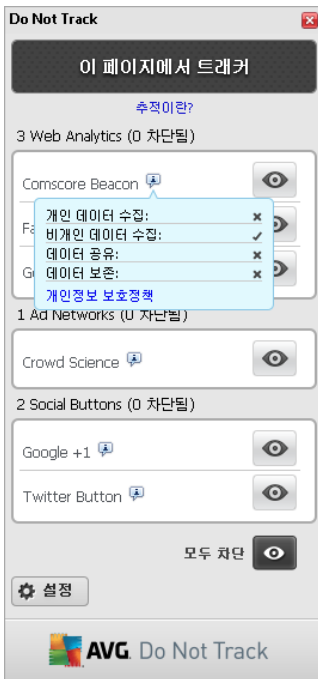 Do Not Track
이 페이지에서 트래커
추적이란?
3 Web Analytics (0 차단됨)
Comscore Beacon
개인 데이터 수집:
비개인 데이터 수집:
데이터 공유:
데이터 보존:
개인정보 보호정책
1 Ad Networks (0 차단됨)
Crowd Science
2 Social Buttons (0 차단됨)
Google +1
Twitter Button
모두 차단
설정
AVG. Do Not Track